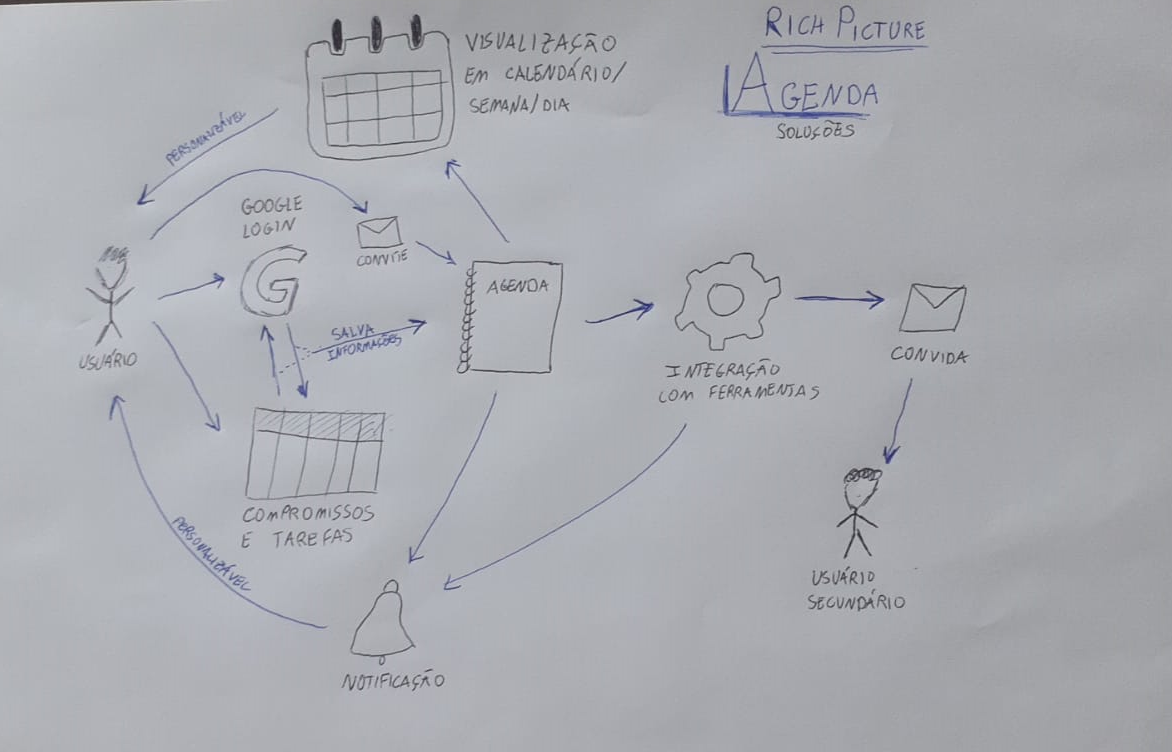 RICH PICTURE
AGENDA
SOLUÇÕES
VISUALIZAÇÃO
EM CALENDÁRIO/
SEMANA/DIA
PERSONALIZÁVEL
GOOGLE
LOGIN
G
CONVITE
USUÁRIO
AGENDA
SALVA
INFORMAÇÕES
INTEGRAÇÃO
COM FERRAMENTAS
CONVIDA
COMPROMISSOS
E TAREFAS
PERSONALIZÁVEL
USUÁRIO
SECUNDÁRIO
NOTIFICAÇÃO